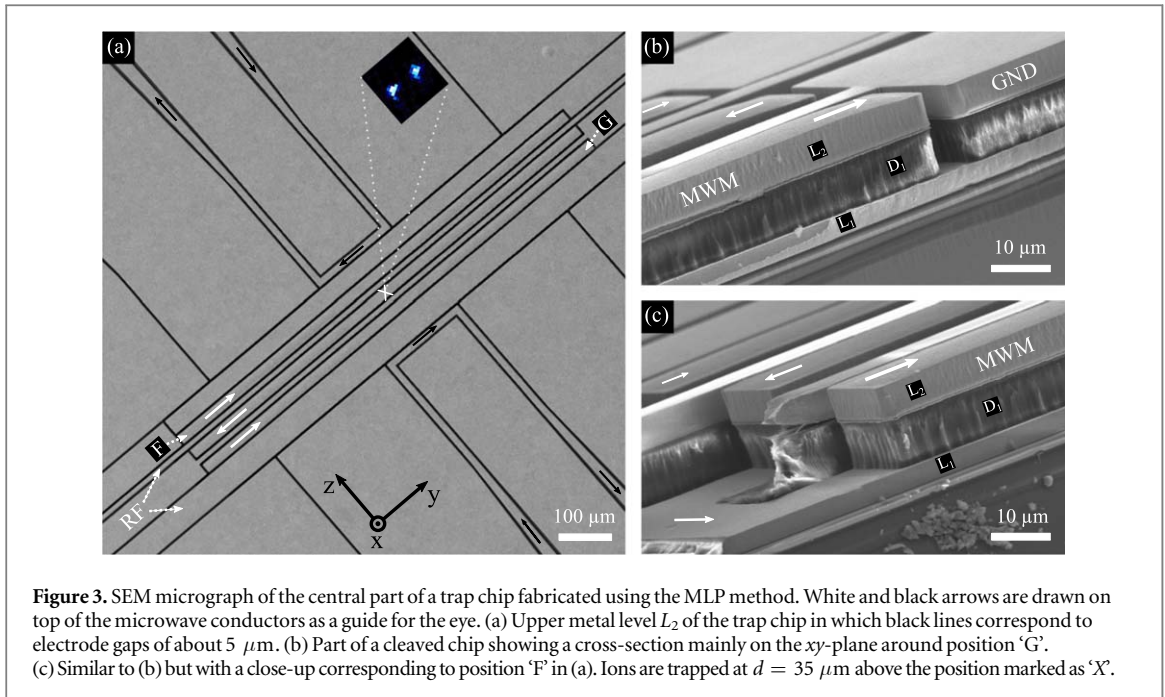 (a)
G
F
RF
z
y
x
X
100 µm
(b)
GND
L₂
MWM
D₁
L₁
10 µm
(c)
MWM
L₂
D₁
L₁
10 µm
Figure 3. SEM micrograph of the central part of a trap chip fabricated using the MLP method. White and black arrows are drawn on
top of the microwave conductors as a guide for the eye. (a) Upper metal level L₂ of the trap chip in which black lines correspond to
electrode gaps of about 5 μm. (b) Part of a cleaved chip showing a cross-section mainly on the xy-plane around position ‘G’.
(c) Similar to (b) but with a close-up corresponding to position ‘F’ in (a). Ions are trapped at d = 35 μm above the position marked as ‘X’.